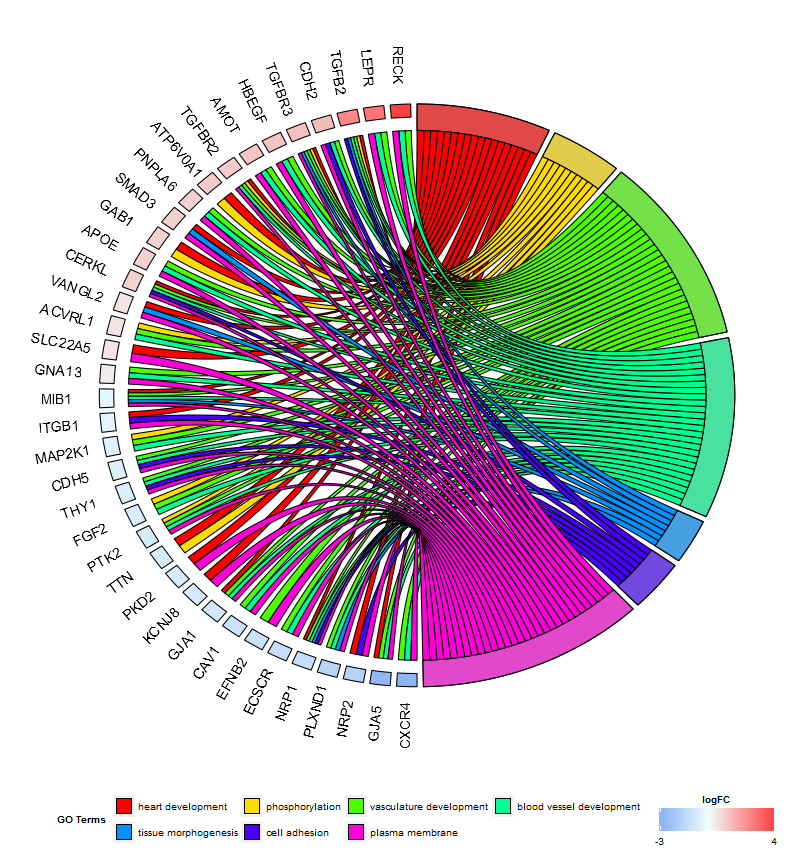 RECK
LEPR
TGFB2
CDH2
TGFBR3
HBEGF
AMOT
TGFBR2
ATP6V0A1
PNPLA6
SMAD3
GAB1
APOE
CERKL
VANGL2
ACVRL1
SLC22A5
GNA13
MIB1
ITGB1
MAP2K1
CDH5
THY1
FGF2
PTK2
TTN
PKD2
KCNJ8
GJA1
CAV1
EFNB2
ECSCR
NRP1
PLXND1
NRP2
GJA5
CXCR4
GO Terms
heart development
phosphorylation
vasculature development
blood vessel development
tissue morphogenesis
cell adhesion
plasma membrane
logFC
-3
4